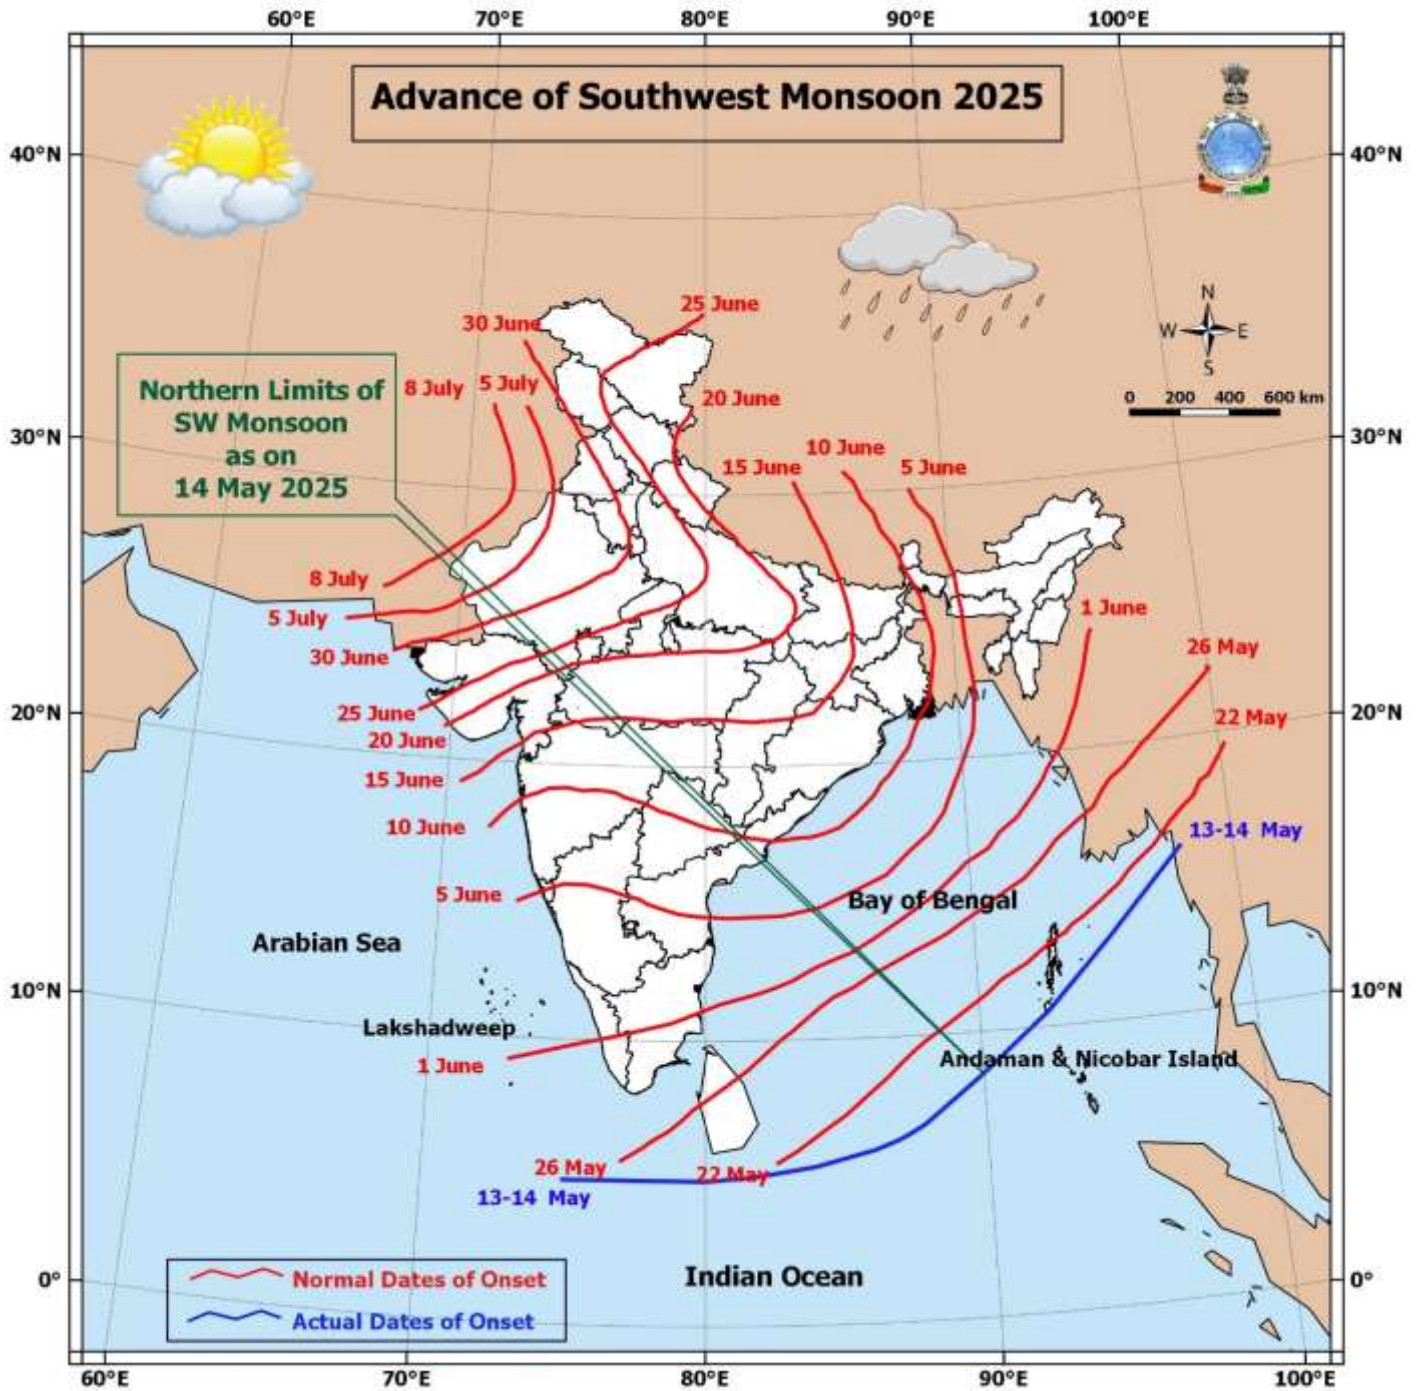 60°E 70°E 80°E 90°E 100°E
Advance of Southwest Monsoon 2025
40°N 40°N
N
W E
S
0 200 400 600 km
25 June
30 June
8 July 5 July
20 June
Northern Limits of
SW Monsoon
as on
14 May 2025
30°N 30°N
10 June
15 June 5 June
8 July
5 July
1 June
30 June
26 May
25 June
20°N 20°N
22 May
20 June
15 June
10 June
13-14 May
5 June
Bay of Bengal
Arabian Sea
10°N 10°N
Lakshadweep
1 June
Andaman & Nicobar Island
26 May 22 May
13-14 May
0° 0°
Indian Ocean
Normal Dates of Onset
Actual Dates of Onset
60°E 70°E 80°E 90°E 100°E